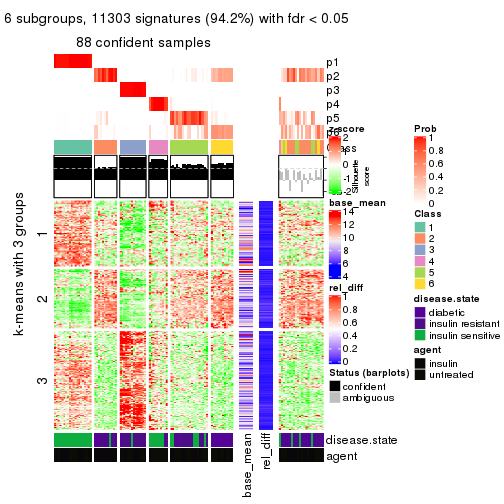 6 subgroups, 11303 signatures (94.2%) with fdr < 0.05
88 confident samples
p1
p2
p3
p4
p5
p6
Class
Silhouette
score
k-means with 3 groups
1
2
3
disease.state
agent
base_mean
rel_diff
z-score
2
1
0
-1
-2
base_mean
14
12
10
8
6
4
rel_diff
1
0.8
0.6
0.4
0.2
0
Status (barplots)
confident
ambiguous
Prob
1
0.8
0.6
0.4
0.2
0
Class
1
2
3
4
5
6
disease.state
diabetic
insulin resistant
insulin sensitive
agent
insulin
untreated